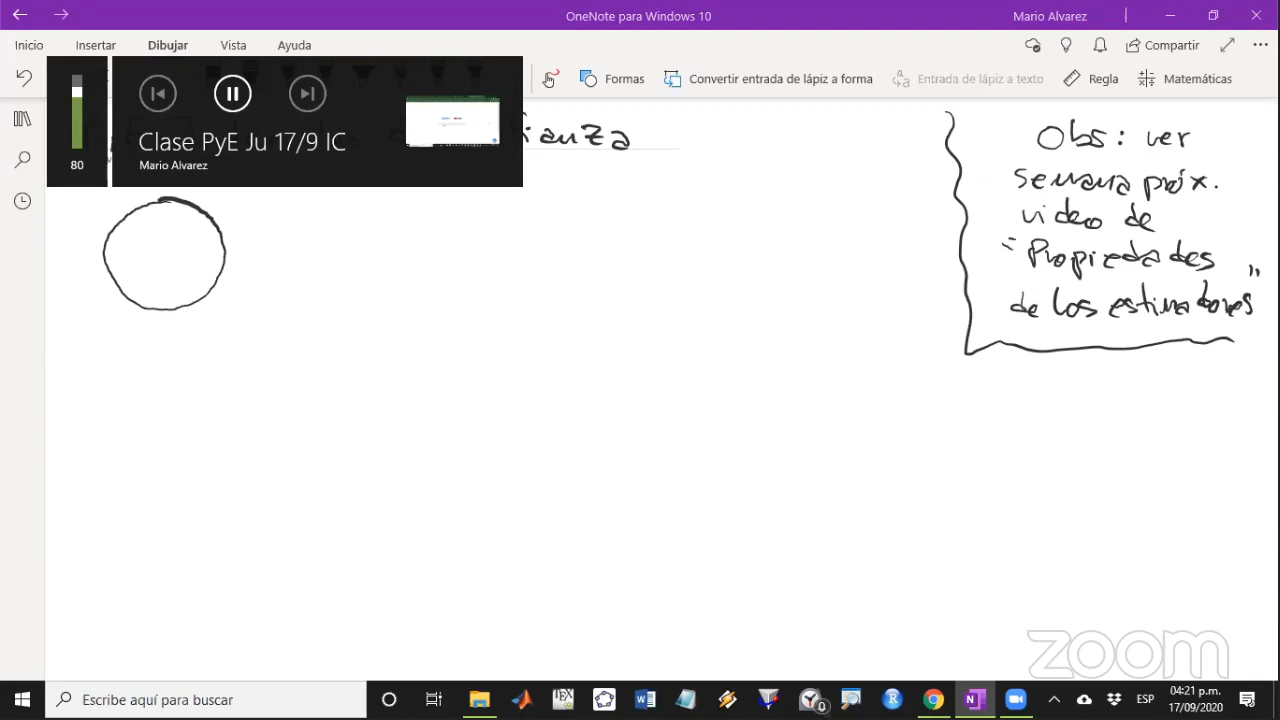 OneNote para Windows 10
Mario Alvarez
Inicio
Insertar
Dibujar
Vista
Ayuda
Compartir
Formas
Convertir entrada de lápiz a forma
Entrada de lápiz a texto
Regla
Matemáticas
80
Clase PyE Ju 17/9 IC
Mario Alvarez
ianza
Obs: ver
semana próx.
video de
"Propiedades
de los estimadores"
zoom
Escribe aquí para buscar
ESP
04:21 p.m.
17/09/2020